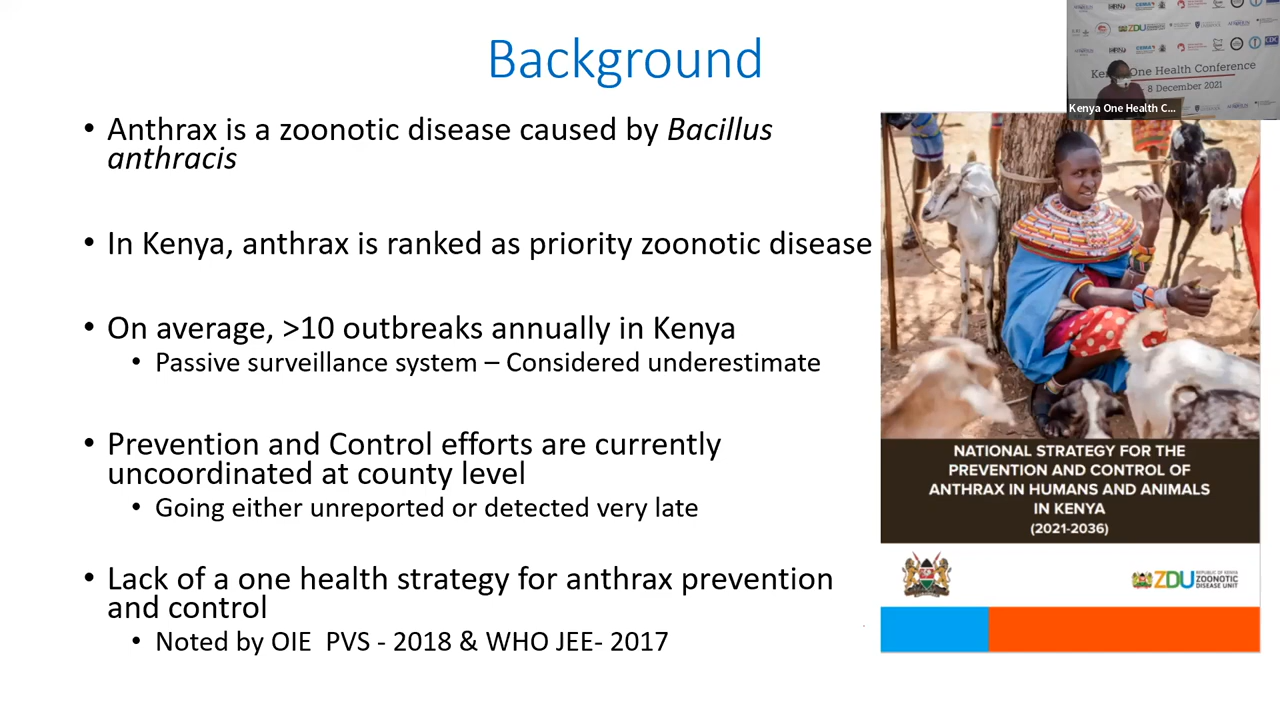 Background
• Anthrax is a zoonotic disease caused by Bacillus
anthracis
• In Kenya, anthrax is ranked as priority zoonotic disease
• On average, >10 outbreaks annually in Kenya
• Passive surveillance system – Considered underestimate
• Prevention and Control efforts are currently
uncoordinated at county level
• Going either unreported or detected very late
• Lack of a one health strategy for anthrax prevention
and control
• Noted by OIE PVS - 2018 & WHO JEE- 2017
One Health Conference
8 December 2021
Kenya One Health C...
NATIONAL STRATEGY FOR THE
PREVENTION AND CONTROL OF
ANTHRAX IN HUMANS AND ANIMALS
IN KENYA
(2021-2036)
ZDU
REPUBLIC OF KENYA
ZOONOTIC
DISEASE UNIT